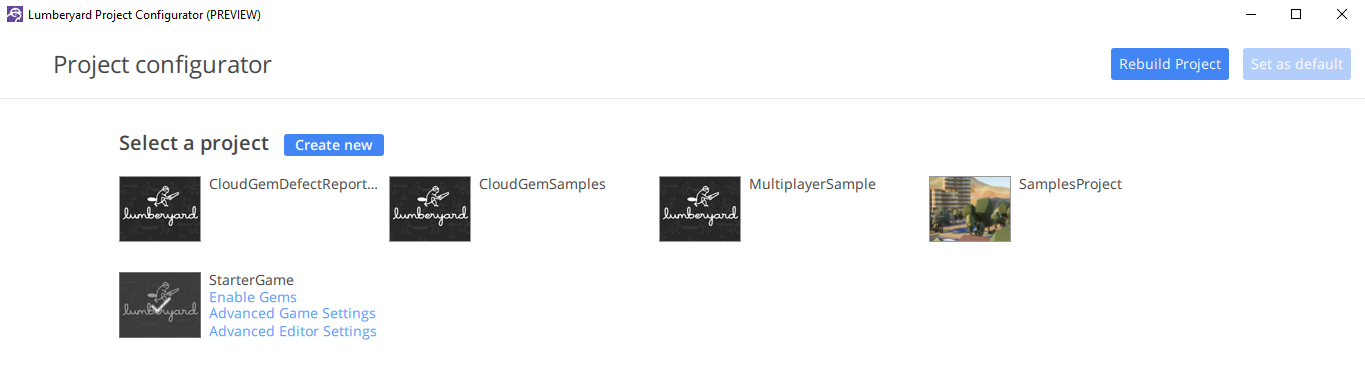 Lumberyard Project Configurator (PREVIEW)
Project configurator
Rebuild Project
Set as default
Select a project
Create new
CloudGemDefectReport...
CloudGemSamples
MultiplayerSample
SamplesProject
lumberyard
lumberyard
lumberyard
StarterGame
Enable Gems
Advanced Game Settings
Advanced Editor Settings
lumberyard